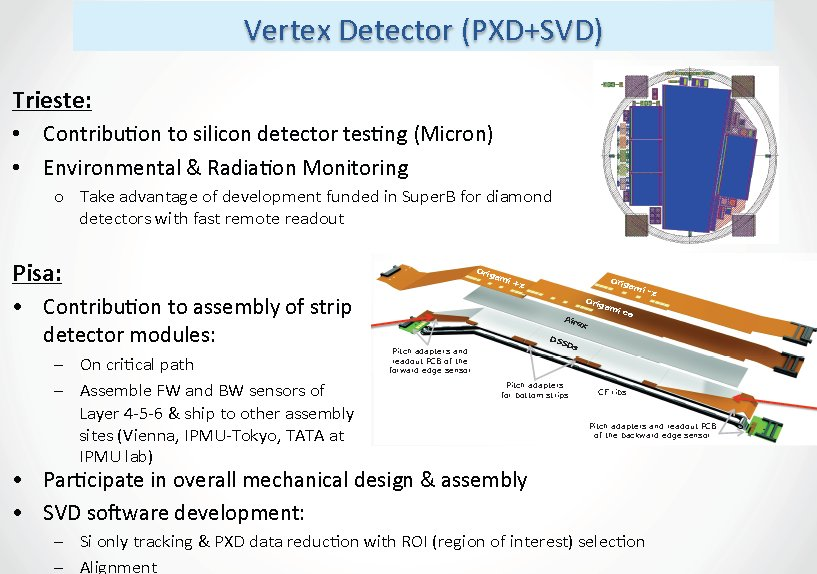 Vertex Detector (PXD+SVD)
Trieste:
• Contribution to silicon detector testing (Micron)
• Environmental & Radiation Monitoring
o Take advantage of development funded in SuperB for diamond
detectors with fast remote readout
Pisa:
• Contribution to assembly of strip
detector modules:
– On critical path
– Assemble FW and BW sensors of
Layer 4-5-6 & ship to other assembly
sites (Vienna, IPMU-Tokyo, TATA at
IPMU lab)
• Participate in overall mechanical design & assembly
• SVD software development:
– Si only tracking & PXD data reduction with ROI (region of interest) selection
– Alignment
Origami +z
Origami -z
Origami ce
Airex
DSSDs
Pitch adapters and
readout PCB of the
forward edge sensor
Pitch adapters
for bottom strips
CF ribs
Pitch adapters and readout PCB
of the backward edge sensor